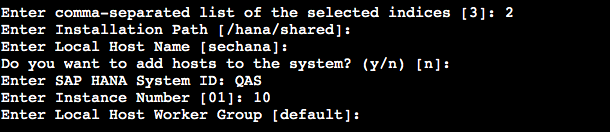 Enter comma-separated list of the selected indices [3]: 2
Enter Installation Path [/hana/shared]:
Enter Local Host Name [sechana]:
Do you want to add hosts to the system? (y/n) [n]:
Enter SAP HANA System ID: QAS
Enter Instance Number [01]: 10
Enter Local Host Worker Group [default]: